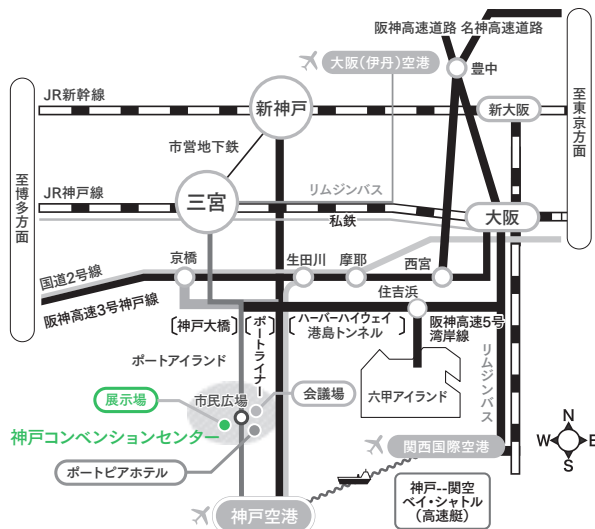 阪神高速道路 名神高速道路
大阪(伊丹)空港
豊中
至東京方面
至博多方面
JR新幹線
新神戸
新大阪
市営地下鉄
リムジンバス
三宮
JR神戸線
私鉄
大阪
京橋
生田川
摩耶
西宮
国道2号線
阪神高速3号神戸線
住吉浜
〔神戸大橋〕
〔ポートライナー〕
〔ハーバーハイウェイ
港島トンネル〕
阪神高速5号
湾岸線
リムジンバス
ポートアイランド
六甲アイランド
展示場
市民広場
会議場
神戸コンベンションセンター
ポートピアホテル
関西国際空港
神戸空港
神戸--関空
ベイ・シャトル
(高速艇)
N
W
E
S